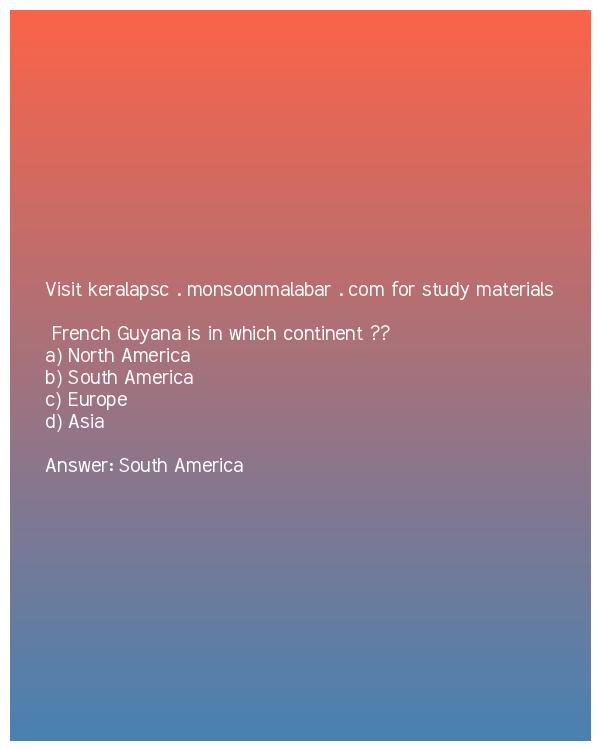 Visit keralapsc . monsoonmalabar . com for study materials
French Guyana is in which continent ??
a) North America
b) South America
c) Europe
d) Asia
Answer: South America